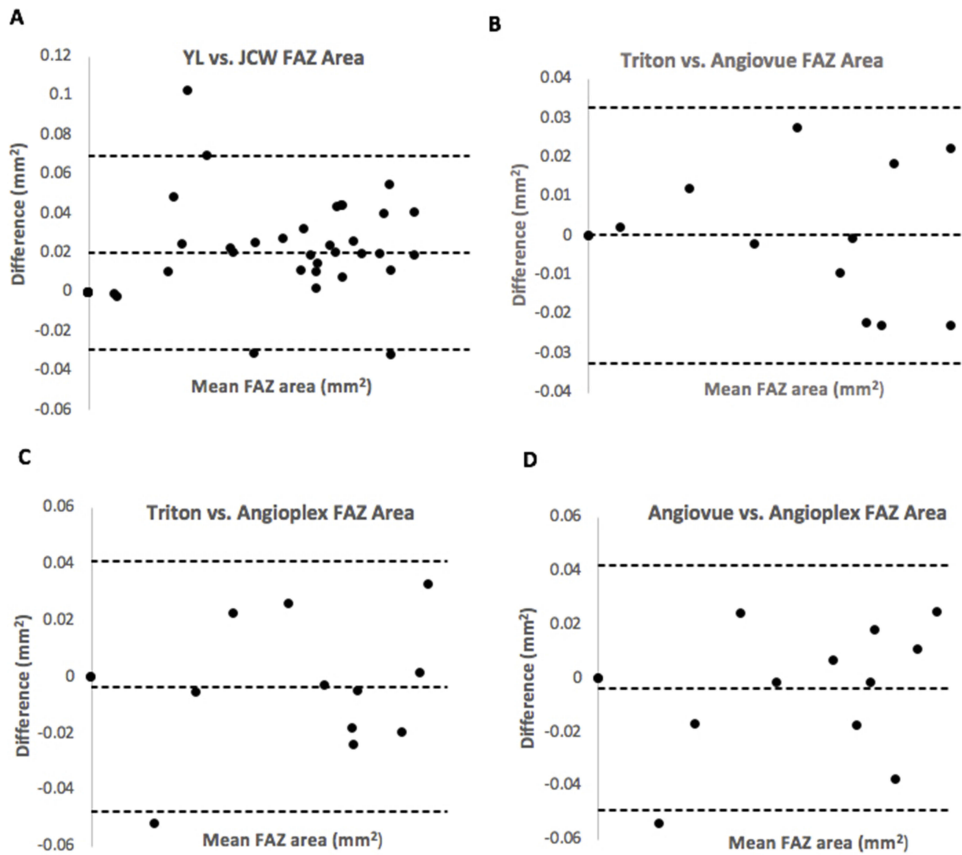 A
YL vs. JCW FAZ Area
0.12
0.1
0.08
0.06
0.04
0.02
0
-0.02
-0.04
-0.06
Difference (mm²)
Mean FAZ area (mm²)
B
Triton vs. Angiovue FAZ Area
0.04
0.03
0.02
0.01
0
-0.01
-0.02
-0.03
-0.04
Difference (mm²)
Mean FAZ area (mm²)
C
Triton vs. Angioplex FAZ Area
0.06
0.04
0.02
0
-0.02
-0.04
-0.06
Difference (mm²)
Mean FAZ area (mm²)
D
Angiovue vs. Angioplex FAZ Area
0.06
0.04
0.02
0
-0.02
-0.04
-0.06
Difference (mm²)
Mean FAZ area (mm²)